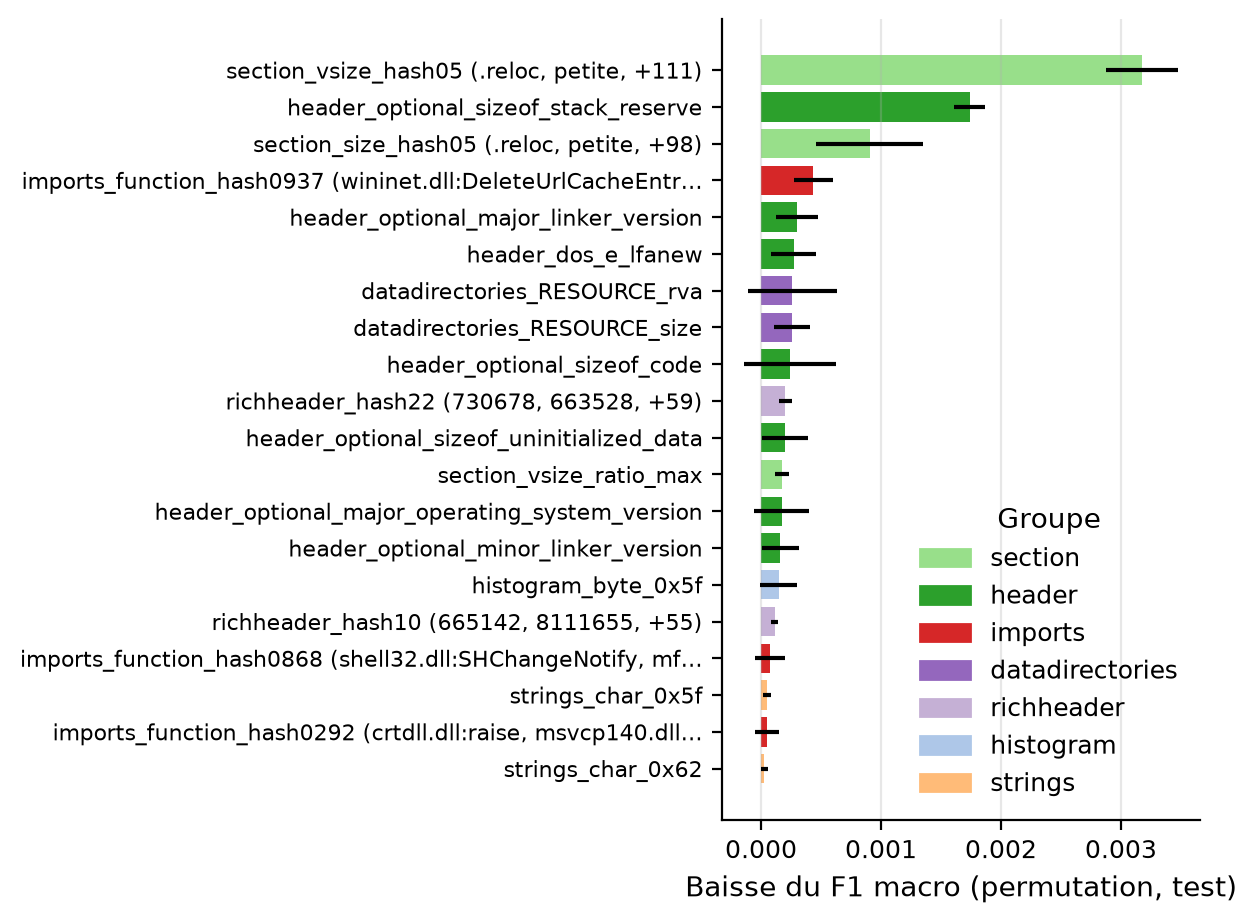 section_vsize_hash05 (.reloc, petite, +111)
header_optional_sizeof_stack_reserve
section_size_hash05 (.reloc, petite, +98)
imports_function_hash0937 (wininet.dll:DeleteUrlCacheEntr…
header_optional_major_linker_version
header_dos_e_lfanew
datadirectories_RESOURCE_rva
datadirectories_RESOURCE_size
header_optional_sizeof_code
richheader_hash22 (730678, 663528, +59)
header_optional_sizeof_uninitialized_data
section_vsize_ratio_max
header_optional_major_operating_system_version
header_optional_minor_linker_version
histogram_byte_0x5f
richheader_hash10 (665142, 8111655, +55)
imports_function_hash0868 (shell32.dll:SHChangeNotify, mf…
strings_char_0x5f
imports_function_hash0292 (crtdll.dll:raise, msvcp140.dll…
strings_char_0x62
Groupe
section
header
imports
datadirectories
richheader
histogram
strings
0.000 0.001 0.002 0.003
Baisse du F1 macro (permutation, test)